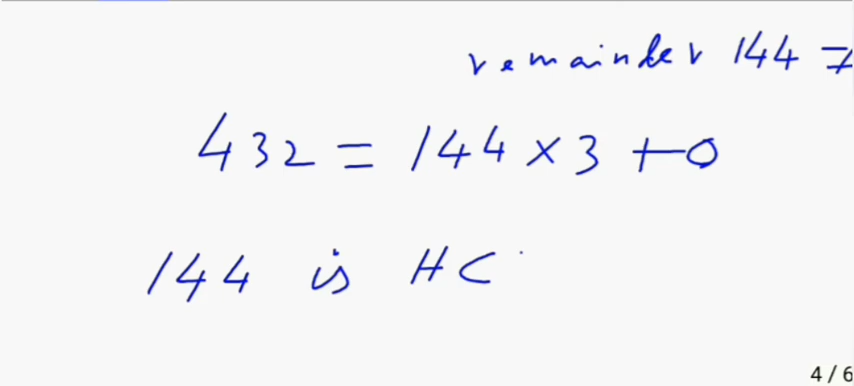 remainder 144 ≠
432 = 144 × 3 + 0
144 is HC
4 / 6